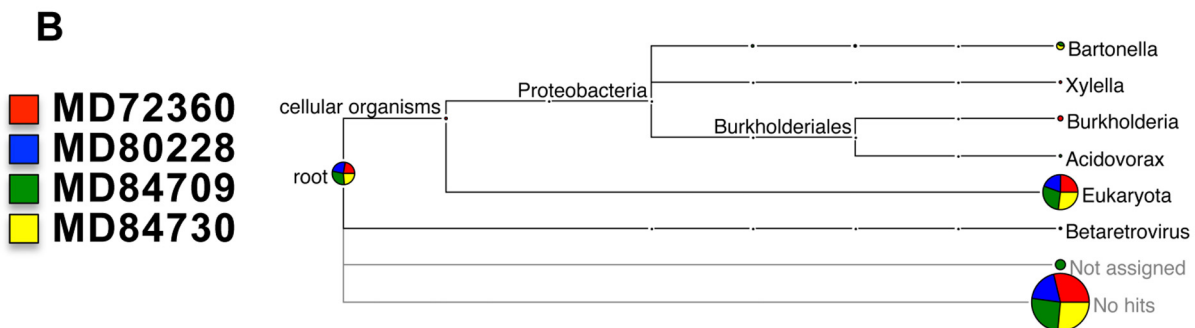 B
MD72360
MD80228
MD84709
MD84730
root
cellular organisms
Proteobacteria
Burkholderiales
Bartonella
Xylella
Burkholderia
Acidovorax
Eukaryota
Betaretrovirus
Not assigned
No hits